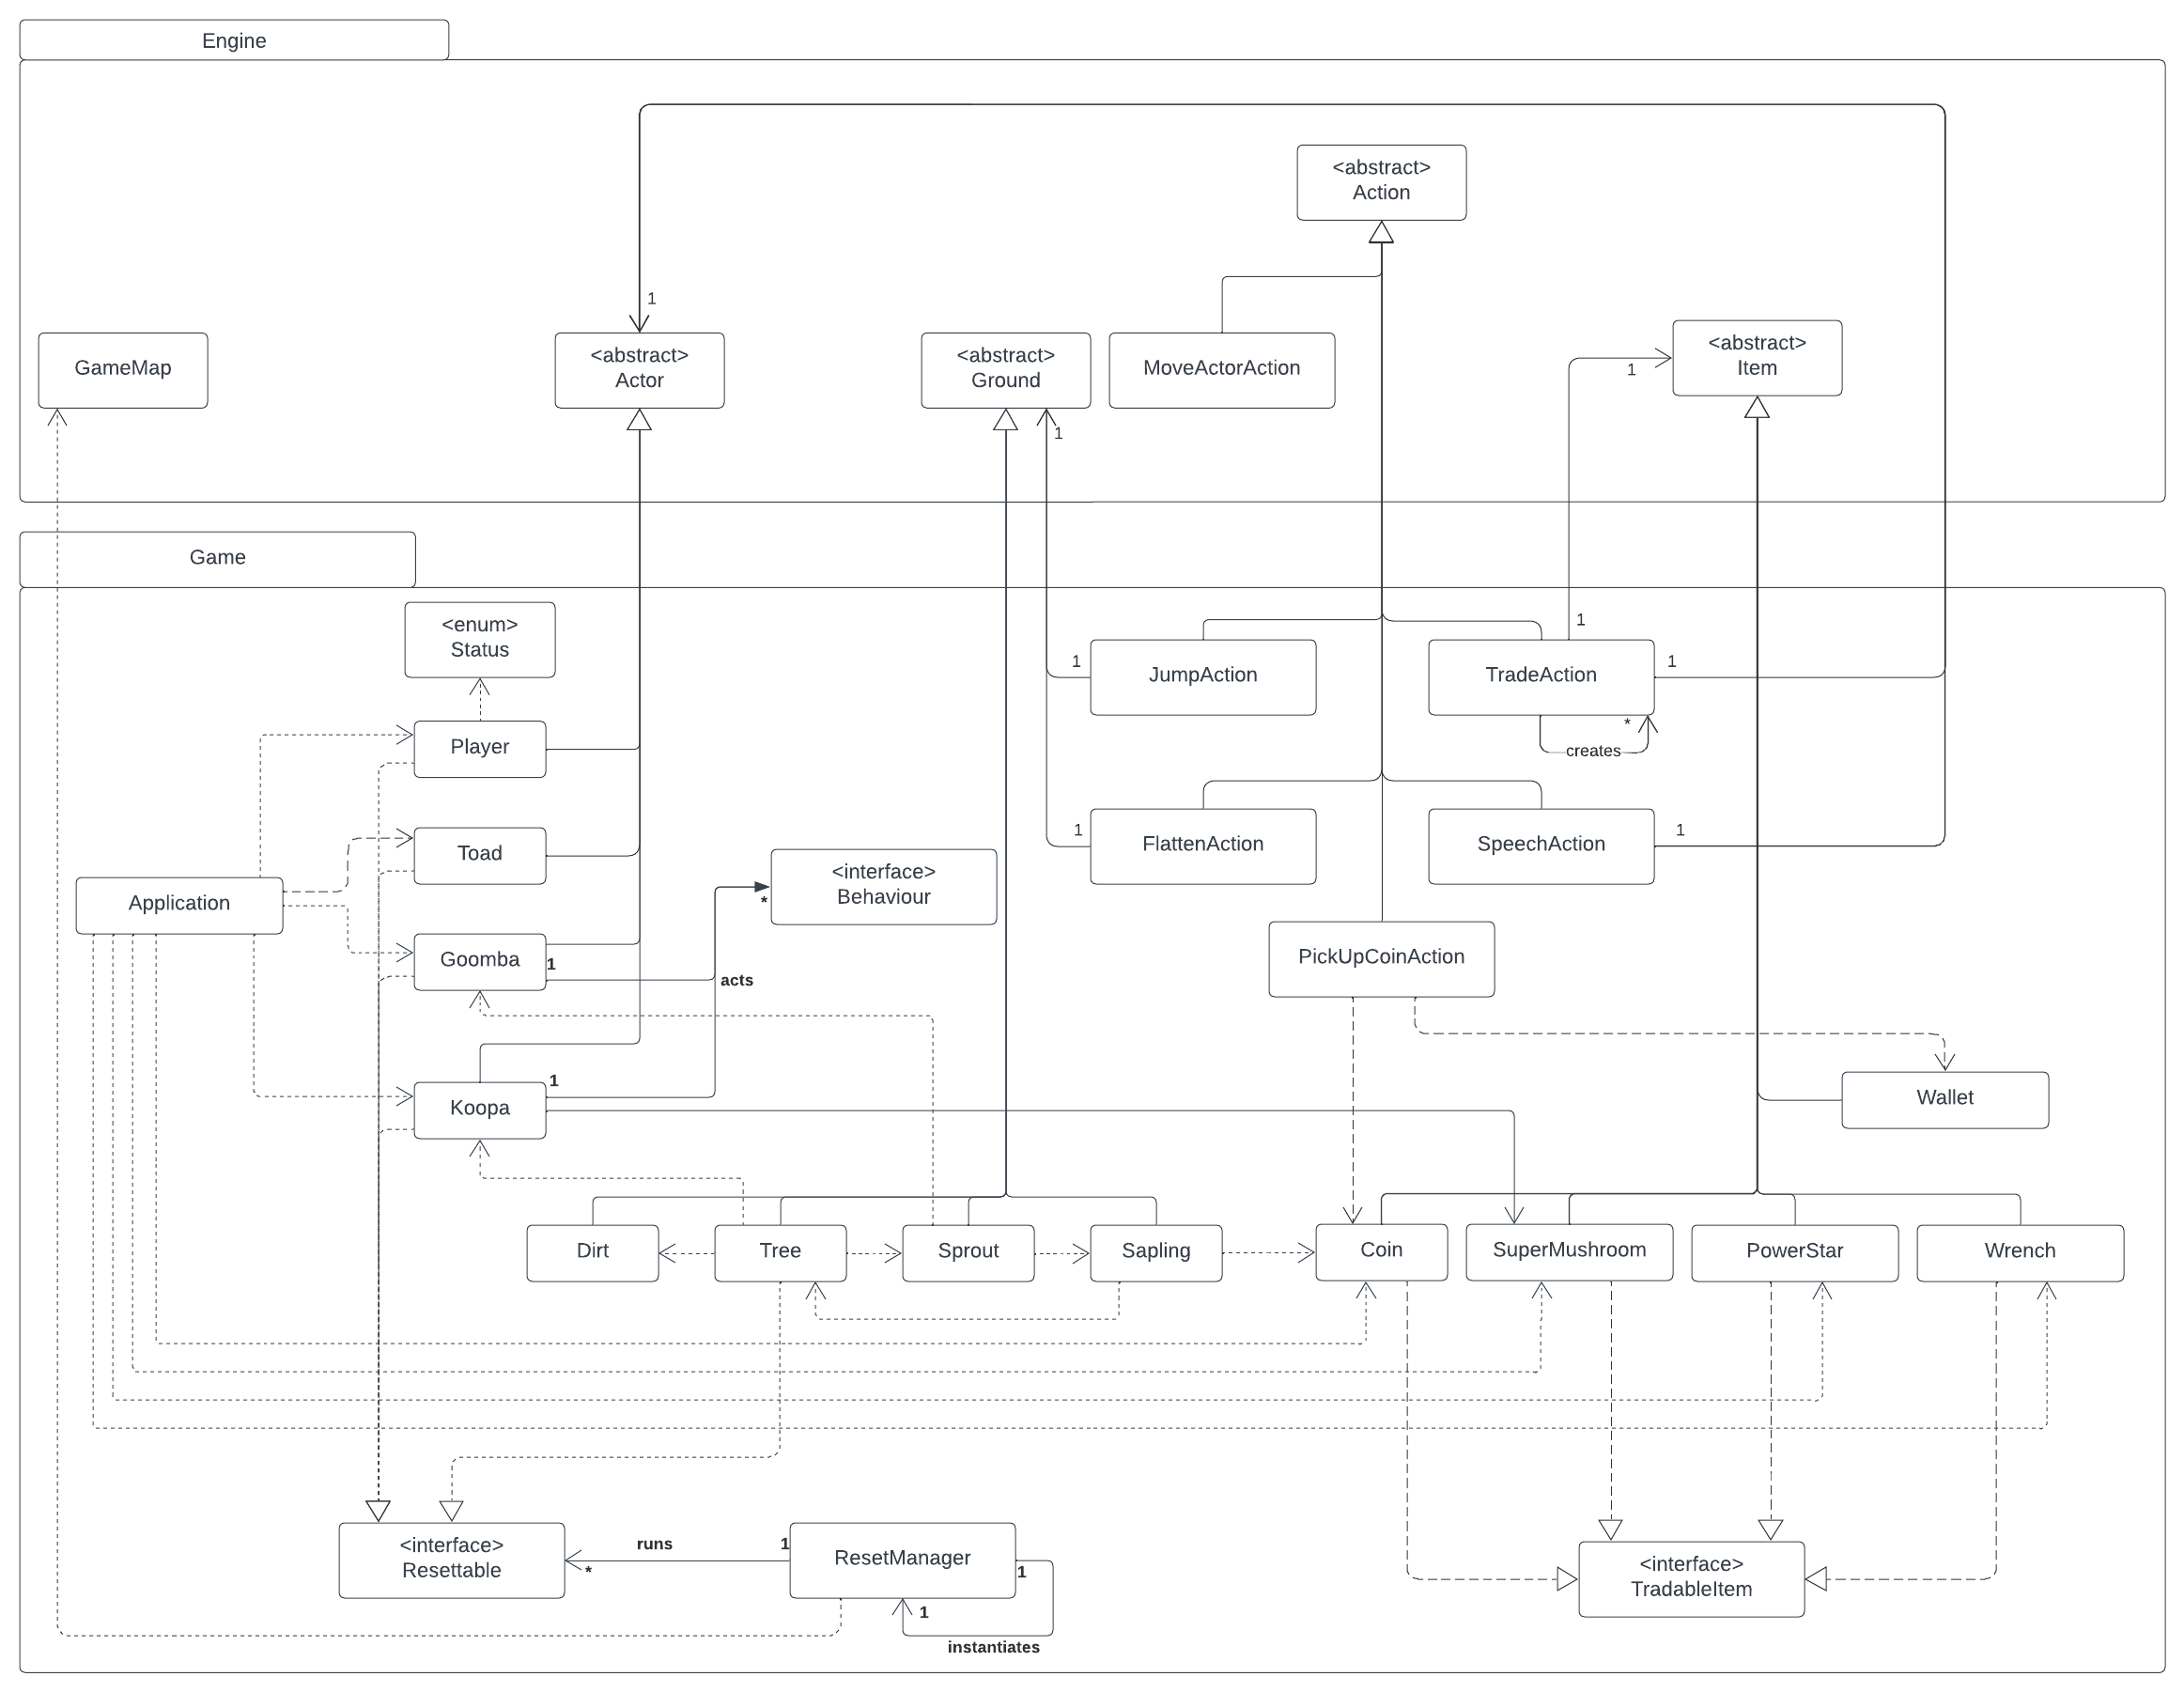 Engine
<abstract>
Action
1
GameMap
<abstract>
Actor
<abstract>
Ground
MoveActorAction
<abstract>
Item
1
1
Game
<enum>
Status
1
1
JumpAction
TradeAction
1
*
creates
Player
Toad
1
FlattenAction
SpeechAction
1
<interface>
Behaviour
*
Application
Goomba
1
acts
PickUpCoinAction
1
Koopa
Wallet
Dirt
Tree
Sprout
Sapling
Coin
SuperMushroom
PowerStar
Wrench
<interface>
Resettable
runs
*
1
ResetManager
1
1
instantiates
<interface>
TradableItem